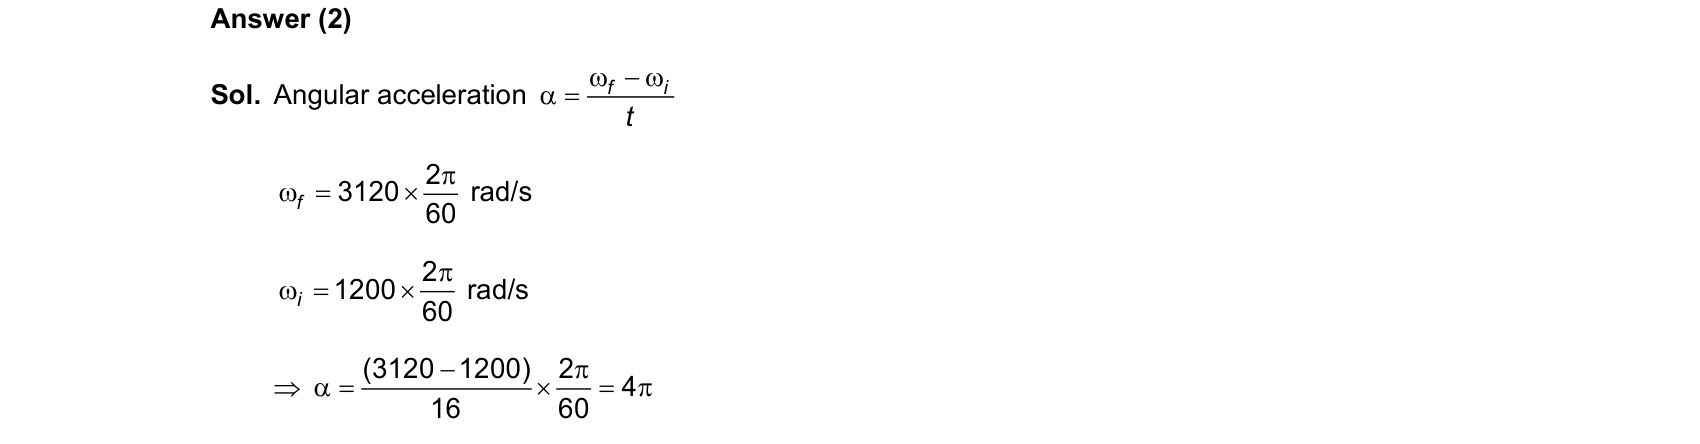 Answer (2)
Sol. Angular acceleration α = (ω_f − ω_i)/t
ω_f = 3120 × 2π/60 rad/s
ω_i = 1200 × 2π/60 rad/s
⇒ α = (3120 − 1200)/16 × 2π/60 = 4π